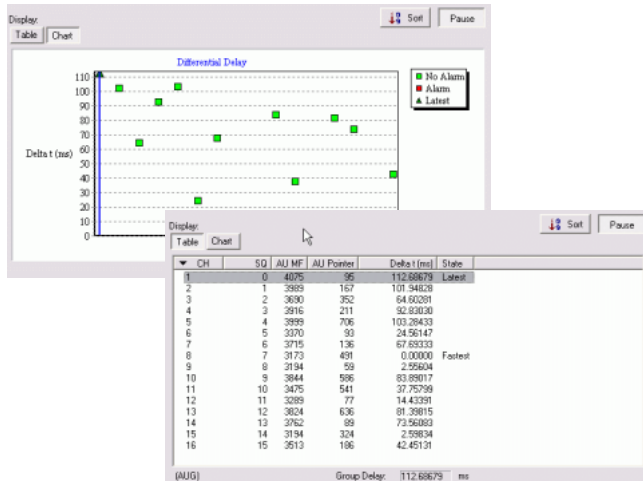 Display:
Table Chart Sort Pause
Differential Delay
No Alarm
Alarm
Latest
110
100
90
80
70
60
50
40
30
20
10
0
Delta t (ms)
Display:
Table Chart Sort Pause
CH SQ AU MF AU Pointer Delta t (ms) State
1 0 4075 95 112.68679 Latest
2 1 3989 167 101.94828
3 2 3690 352 64.60281
4 3 3916 211 92.83030
5 4 3999 706 103.28433
6 5 3370 93 24.56147
7 6 3715 136 67.69333
8 7 3173 491 0.00000 Fastest
9 8 3194 59 2.55604
10 9 3844 586 83.89017
11 10 3475 541 37.75799
12 11 3289 77 14.43391
13 12 3824 636 81.39815
14 13 3762 89 73.56083
15 14 3194 324 2.59834
16 15 3513 186 42.45131
(AUG) Group Delay: 112.68679 ms